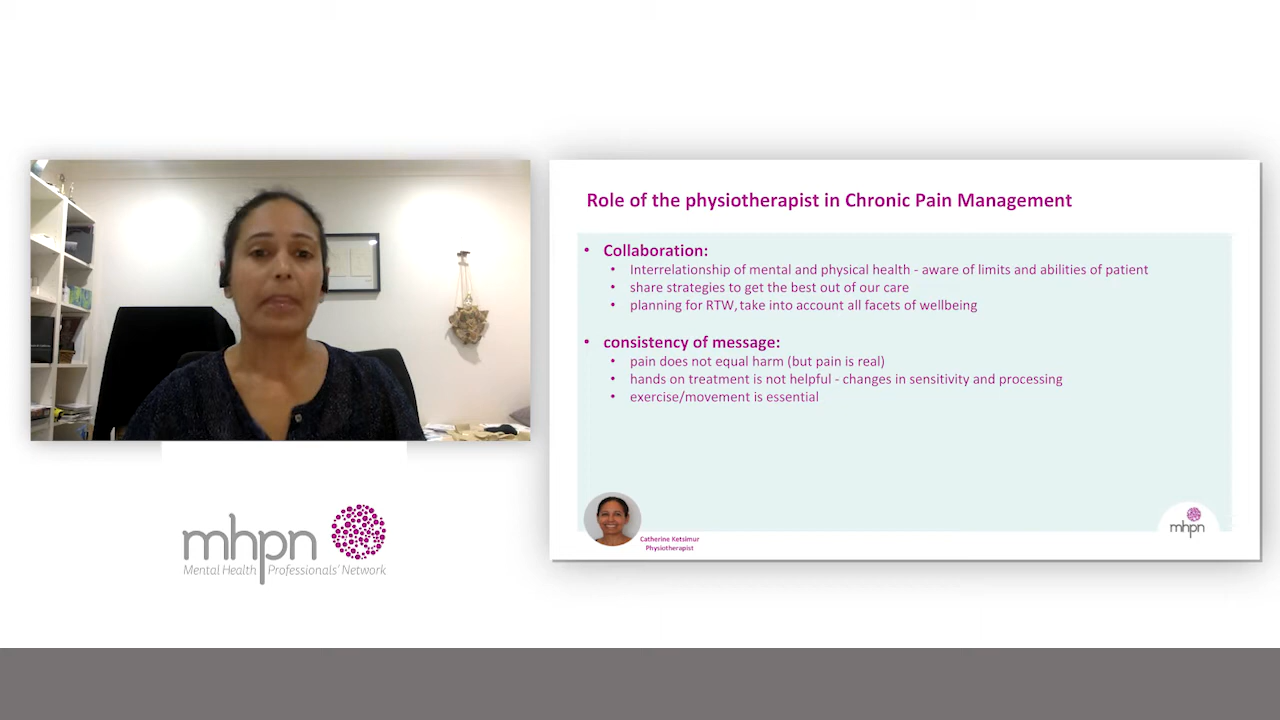 Role of the physiotherapist in Chronic Pain Management
• Collaboration:
• Interrelationship of mental and physical health - aware of limits and abilities of patient
• share strategies to get the best out of our care
• planning for RTW, take into account all facets of wellbeing
• consistency of message:
• pain does not equal harm (but pain is real)
• hands on treatment is not helpful - changes in sensitivity and processing
• exercise/movement is essential
Catherine Ketsimur
Physiotherapist
mhpn
mhpn
Mental Health Professionals' Network